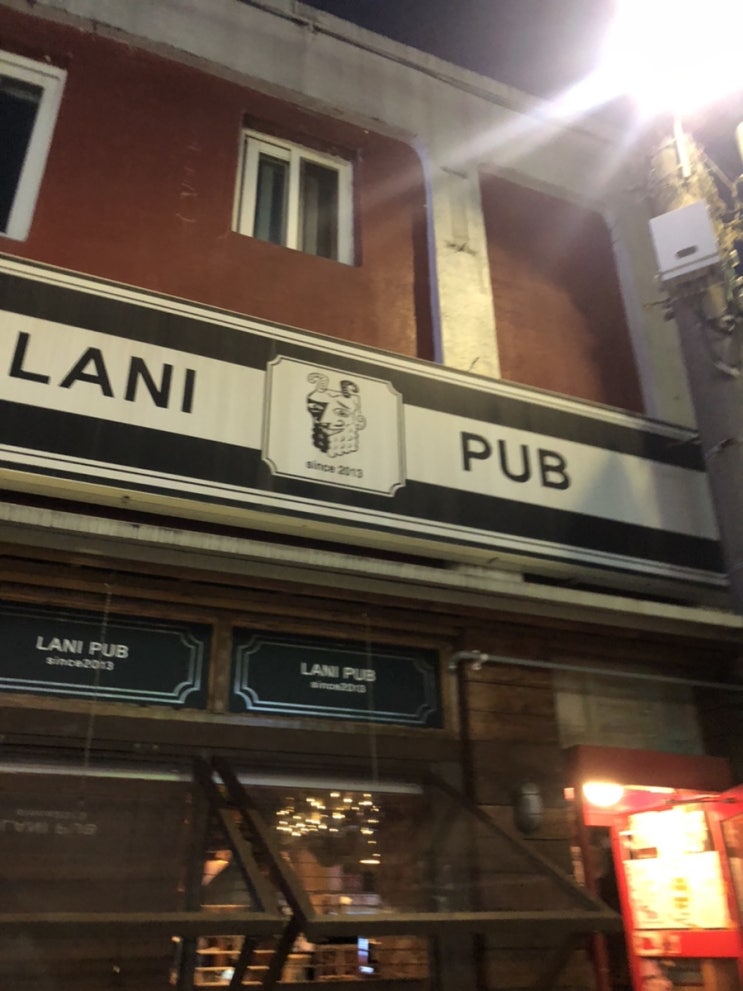 LANI
since 2013
PUB
LANI PUB
since2013
LANI PUB
since2013